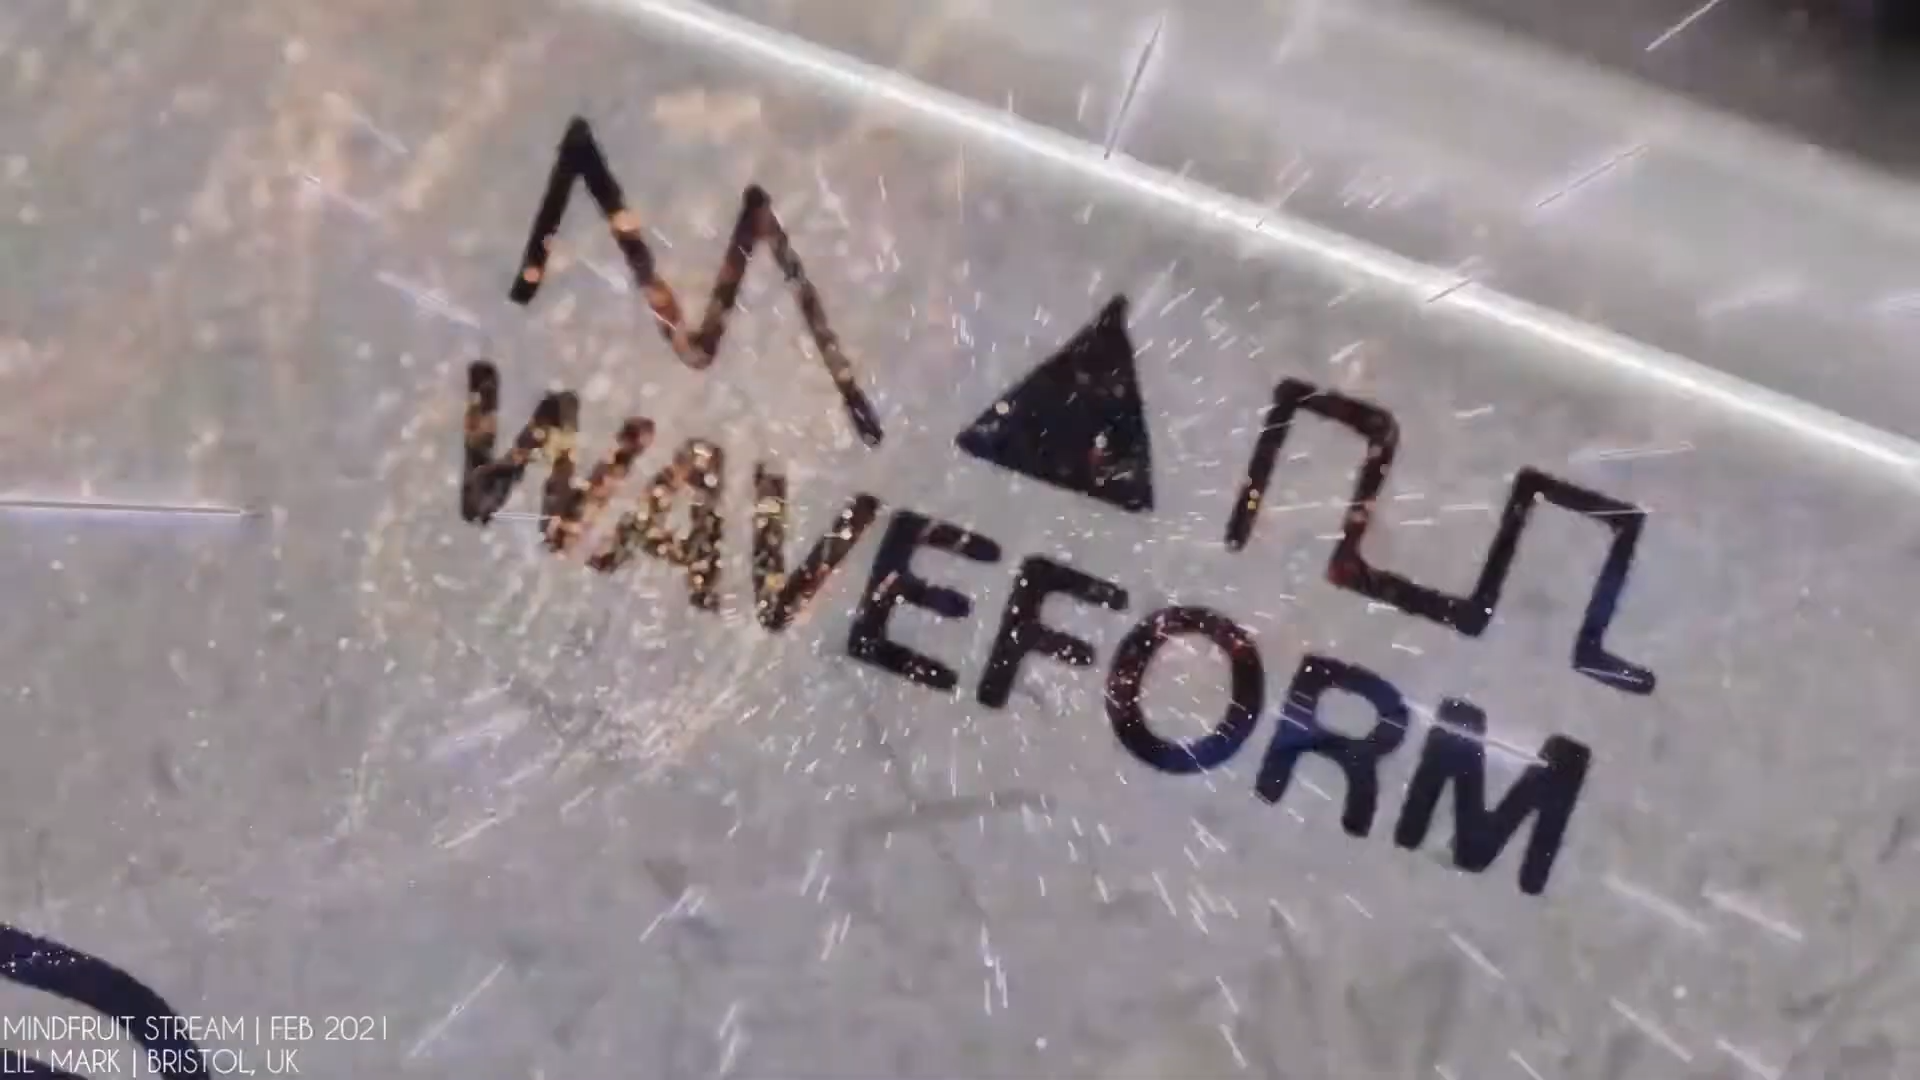 WAVEFORM
MINDFRUIT STREAM | FEB 2021
LIL' MARK | BRISTOL, UK